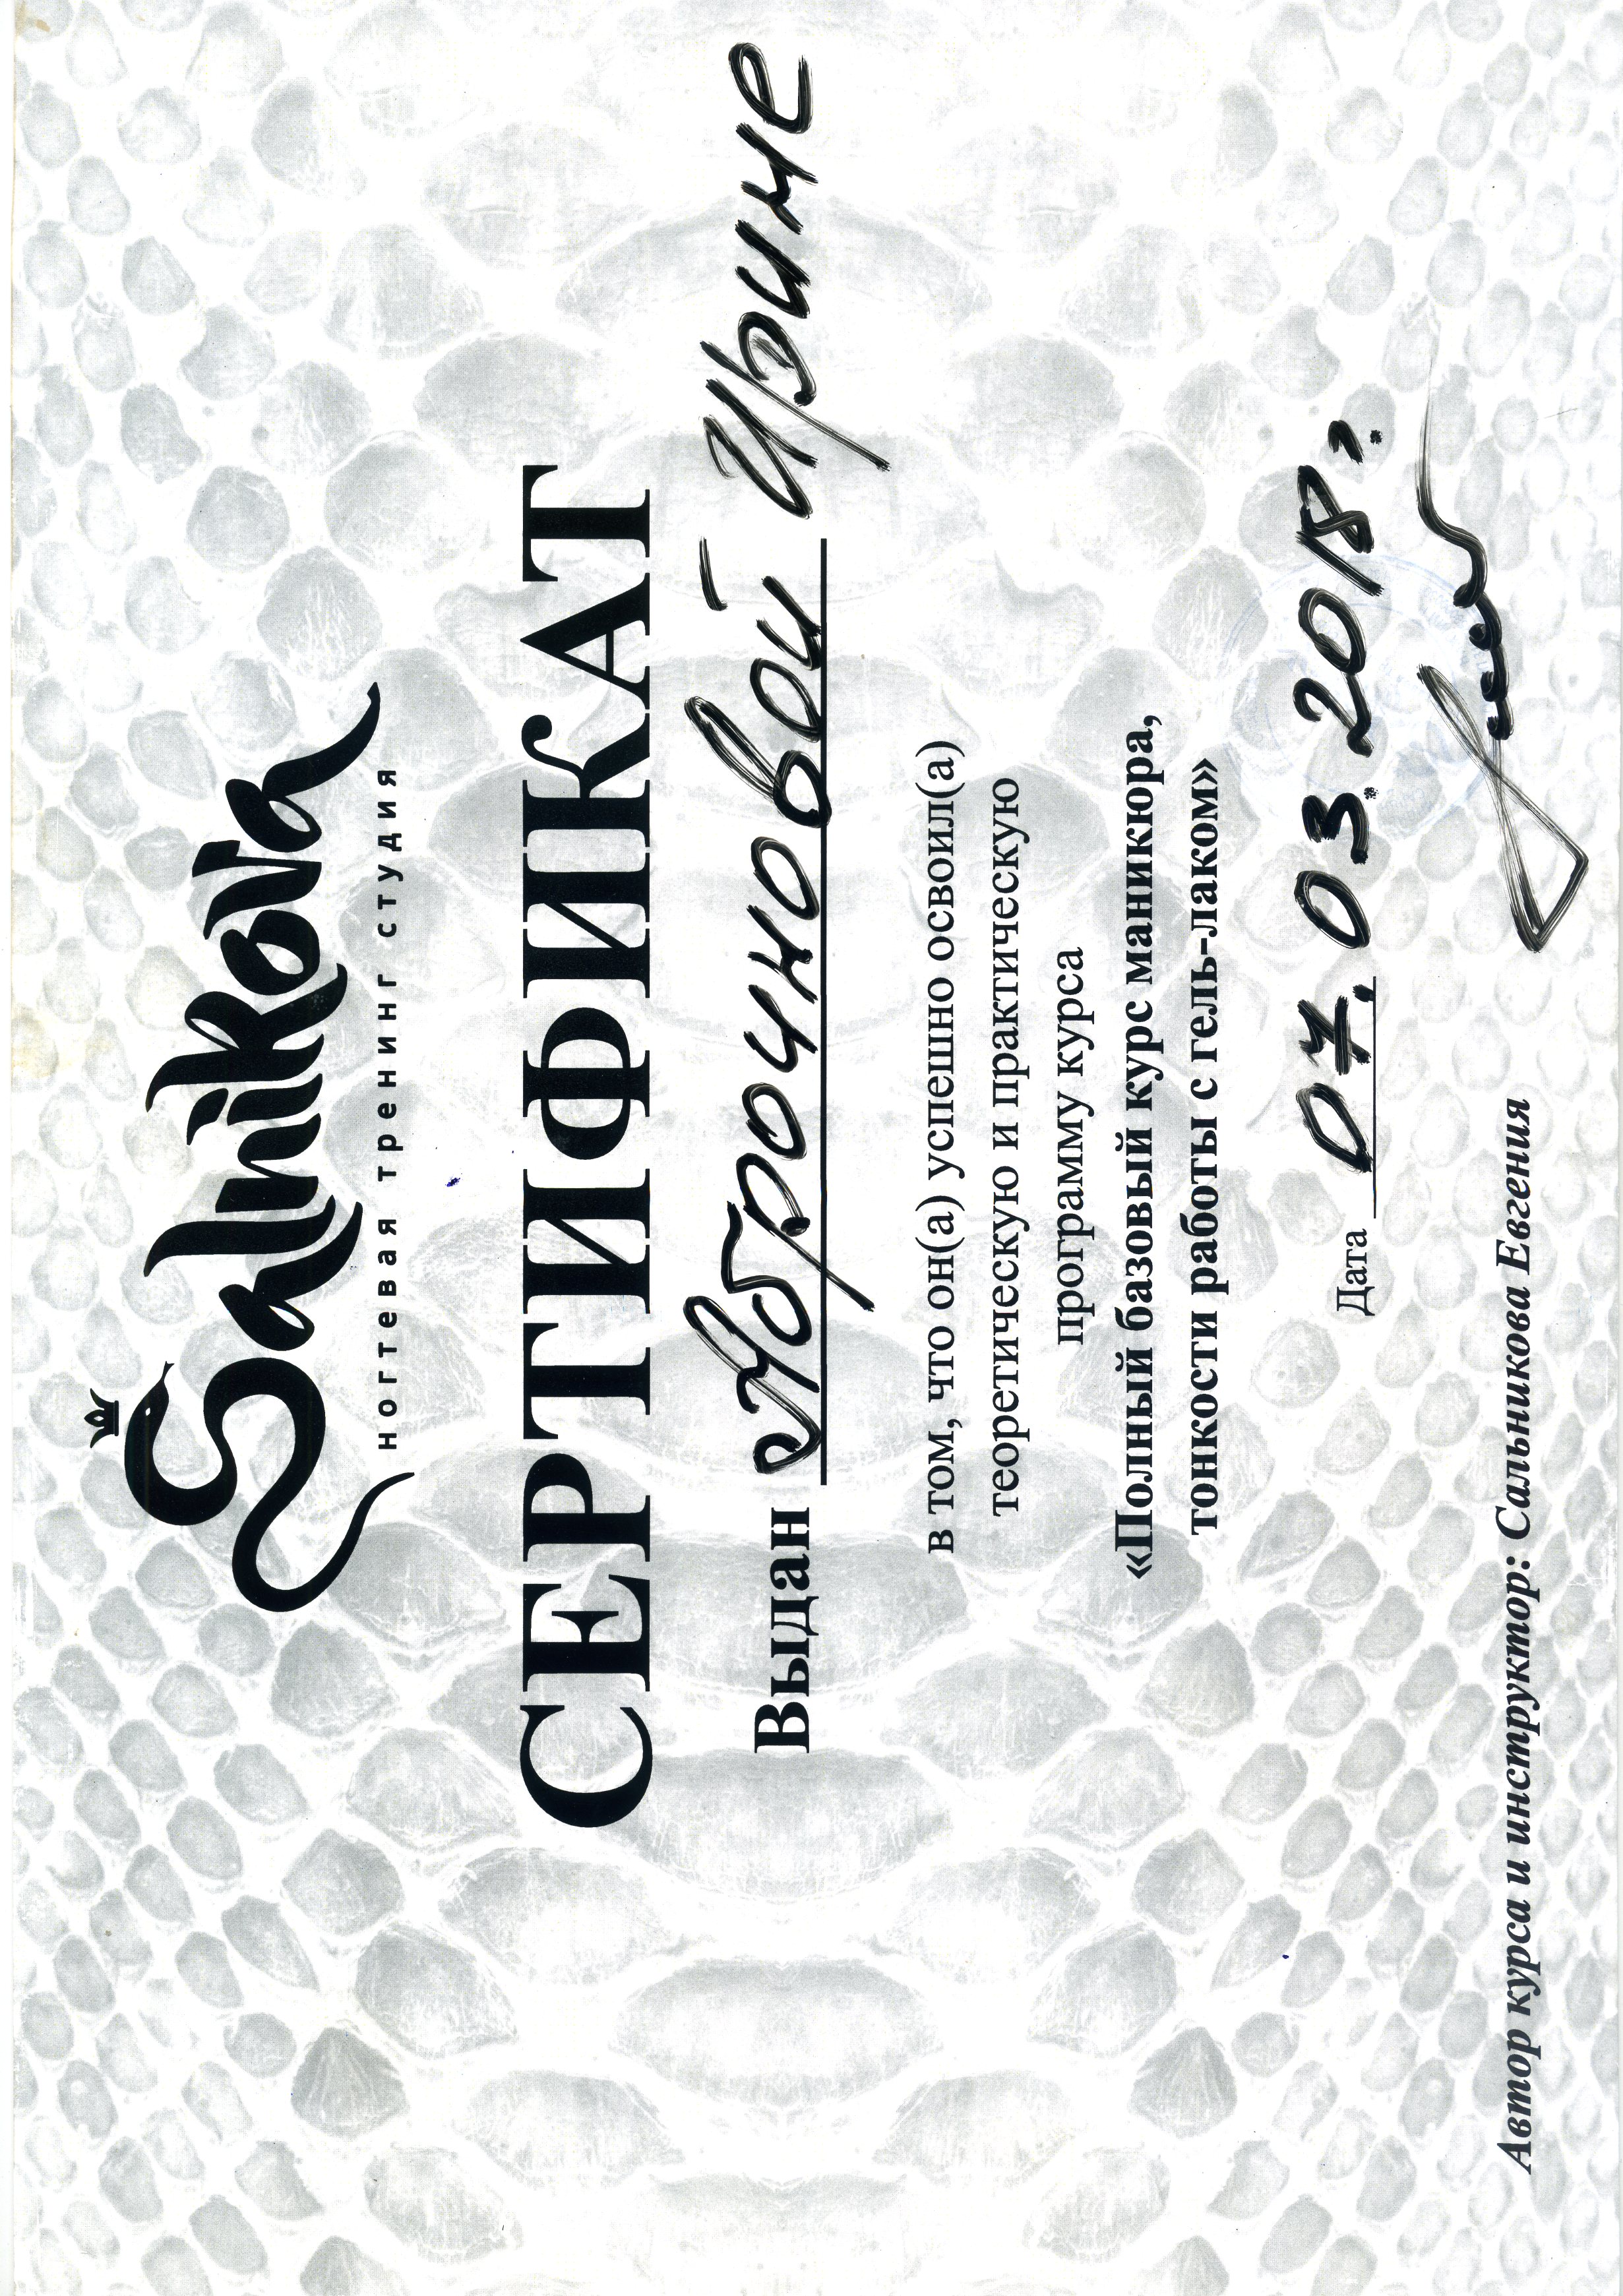 Salnikova
ногтевая тренинг студия
СЕРТИФИКАТ
Выдан Аброчновой Ирине
в том, что он(а) успешно освоил(а)
теоретическую и практическую
программу курса
«Полный базовый курс маникюра,
тонкости работы с гель-лаком»
Дата 07.03.2018г.
Автор курса и инструктор: Сальникова Евгения